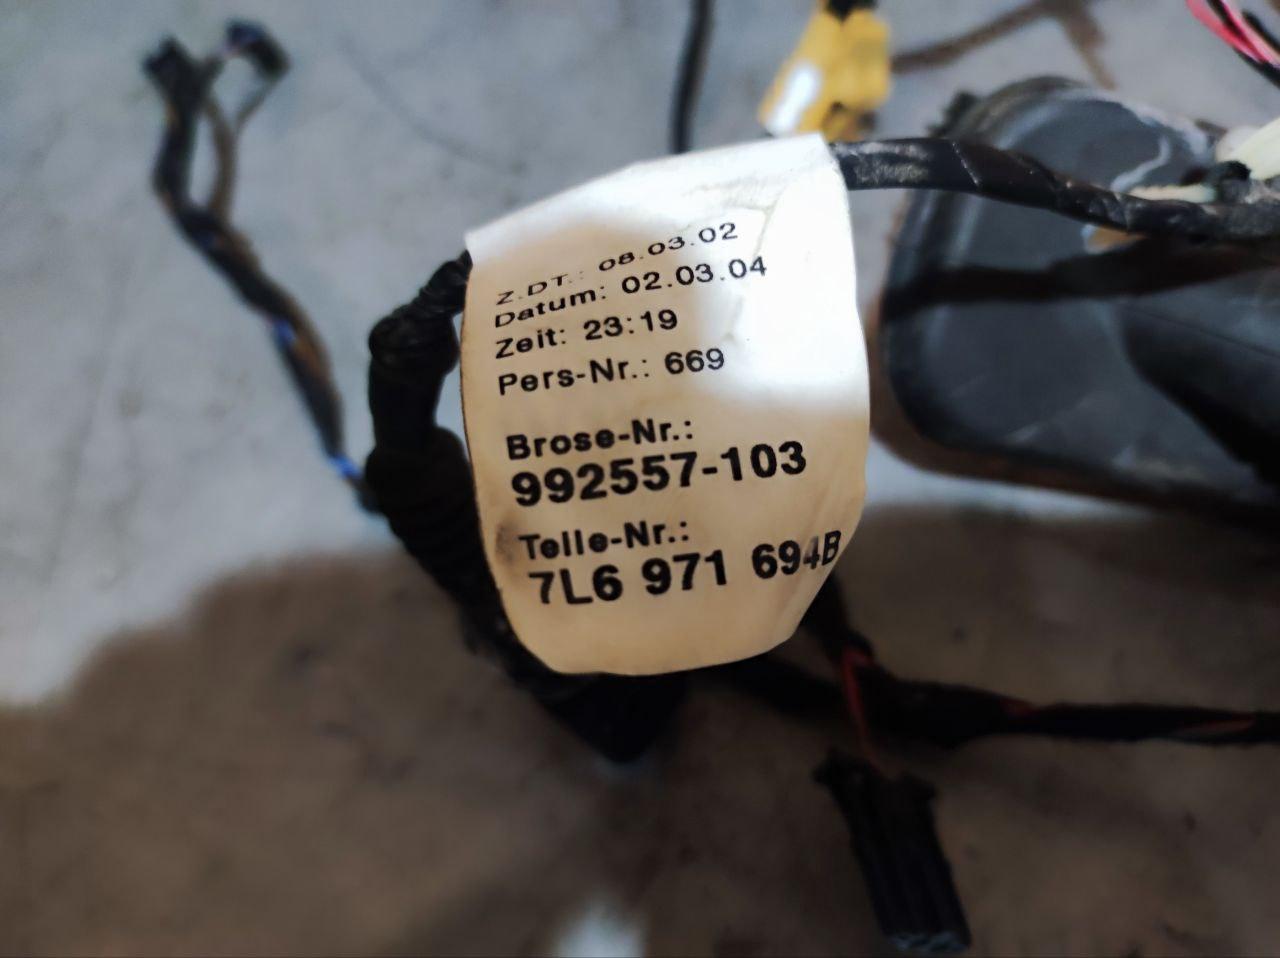 Z.DT.: 08.03.02
Datum: 02.03.04
Zeit: 23:19
Pers-Nr.: 669
Brose-Nr.:
992557-103
Teile-Nr.:
7L6 971 694B